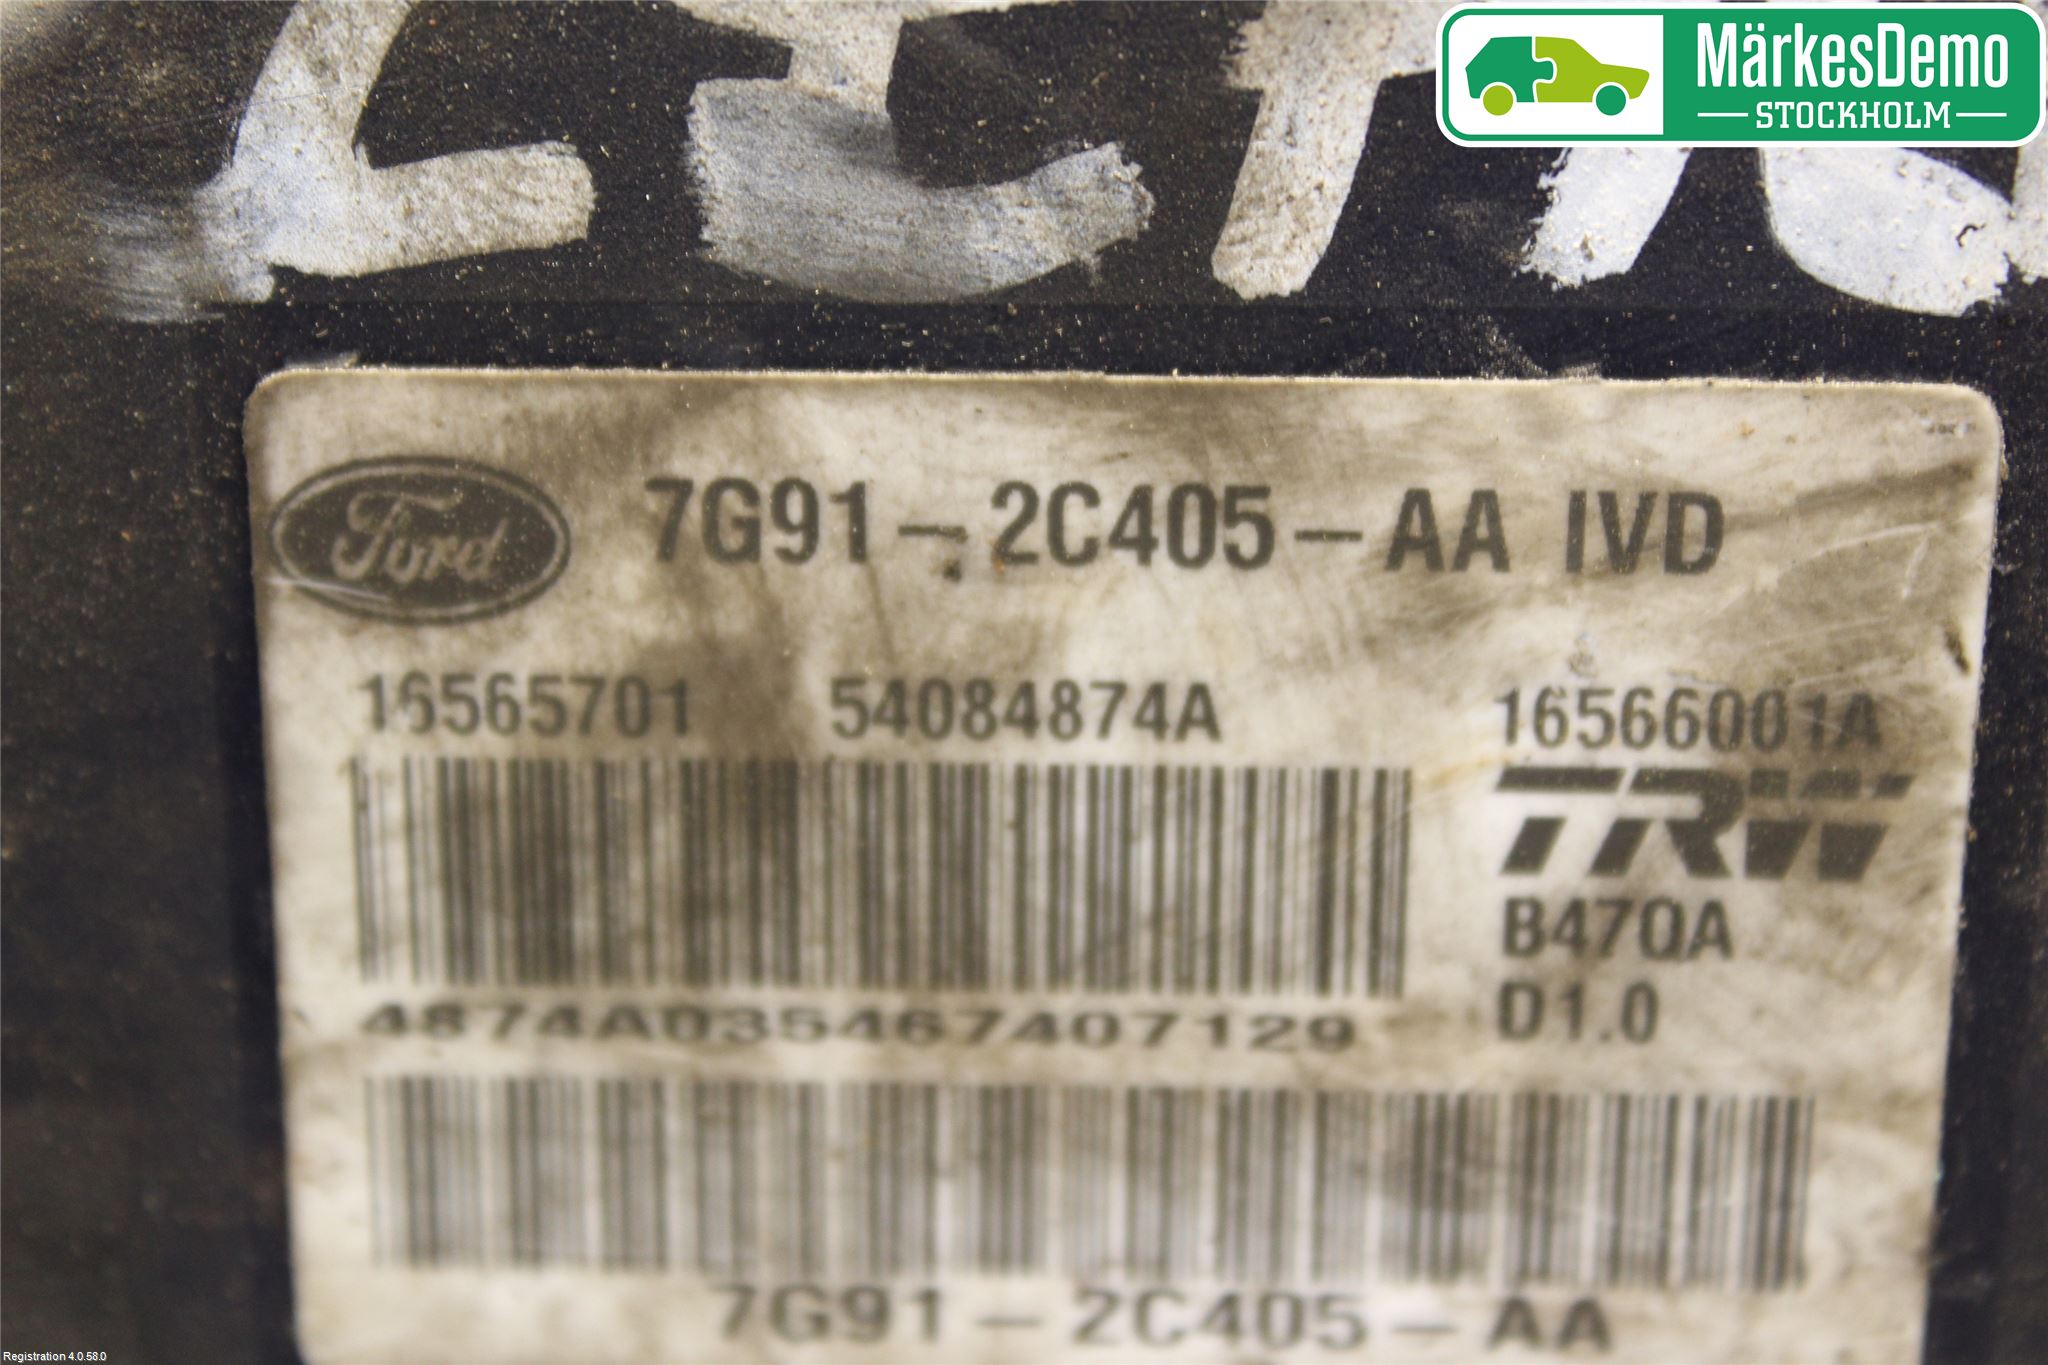 MärkesDemo
STOCKHOLM
Ford
7G91-2C405-AA IVD
16565701 54084874A 16566001A
TRW
B470A
D1.0
4874A035467407129
7G91-2C405-AA
Registration 4.0.58.0